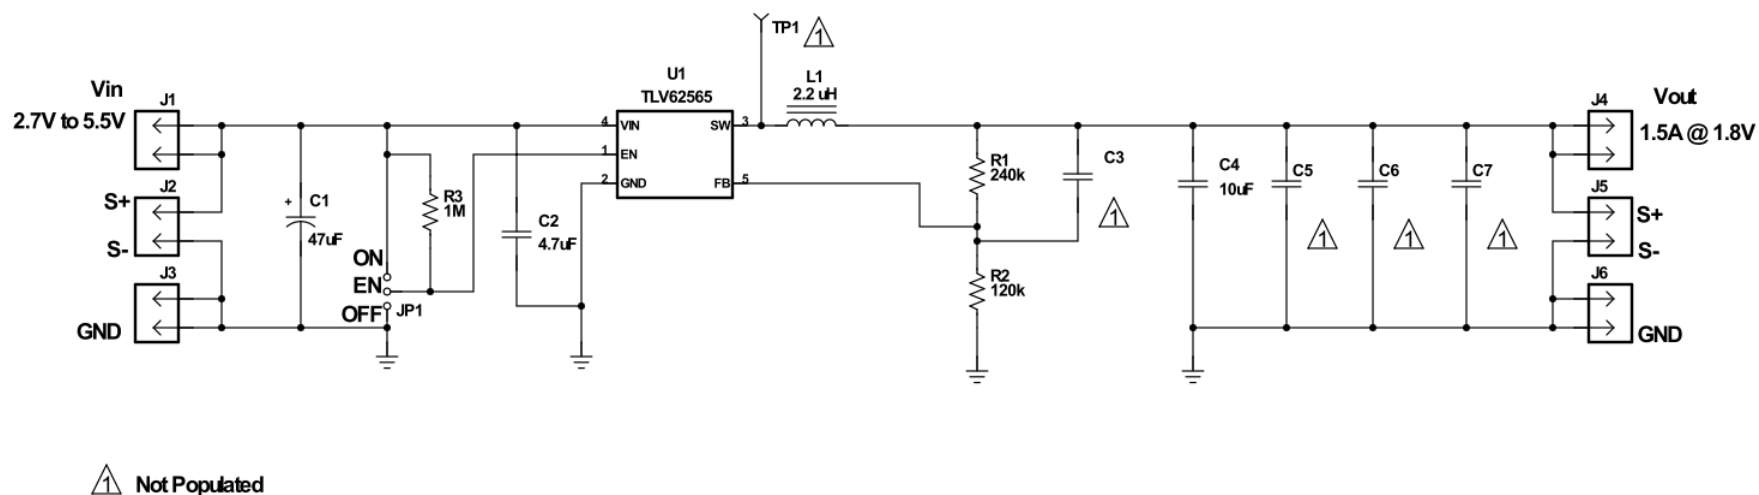 TP1
1
U1
TLV62565
L1
2.2 uH
Vin
2.7V to 5.5V
J1
4 VIN SW 3
1 EN
2 GND FB 5
J4
Vout
1.5A @ 1.8V
R1
240k
C3
1
C4
10uF
C5
1
C6
1
C7
1
J2
S+
S-
+ C1
47uF
R3
1M
C2
4.7uF
J5
S+
S-
ON
EN
OFF
JP1
J3
GND
R2
120k
J6
GND
1 Not Populated